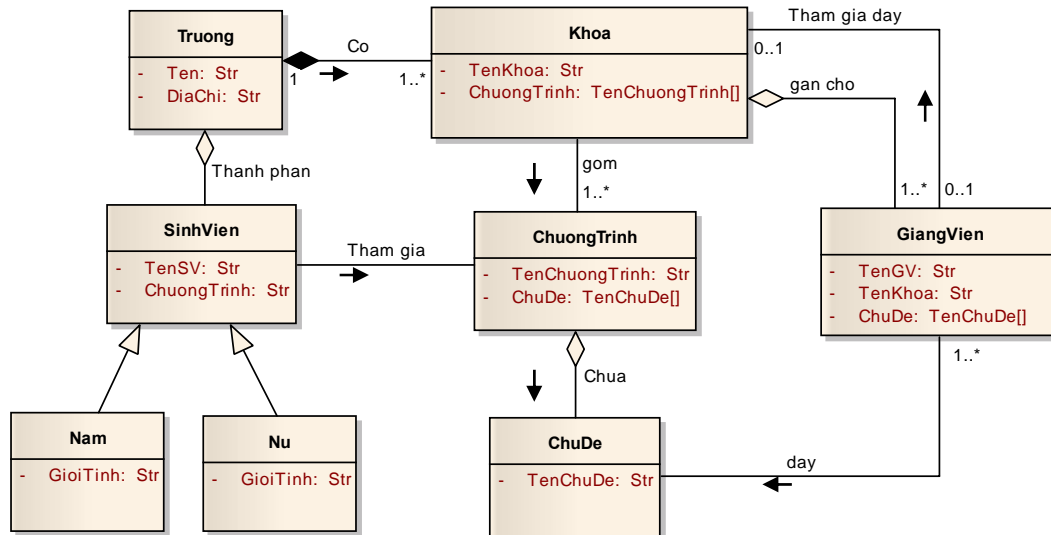 Truong
- Ten: Str
- DiaChi: Str
Co
1
1..*
Khoa
- TenKhoa: Str
- ChuongTrinh: TenChuongTrinh[]
Tham gia day
0..1
gan cho
Thanh phan
gom
1..*
1..*
0..1
SinhVien
- TenSV: Str
- ChuongTrinh: Str
Tham gia
ChuongTrinh
- TenChuongTrinh: Str
- ChuDe: TenChuDe[]
GiangVien
- TenGV: Str
- TenKhoa: Str
- ChuDe: TenChuDe[]
1..*
Chua
Nam
- GioiTinh: Str
Nu
- GioiTinh: Str
ChuDe
- TenChuDe: Str
day